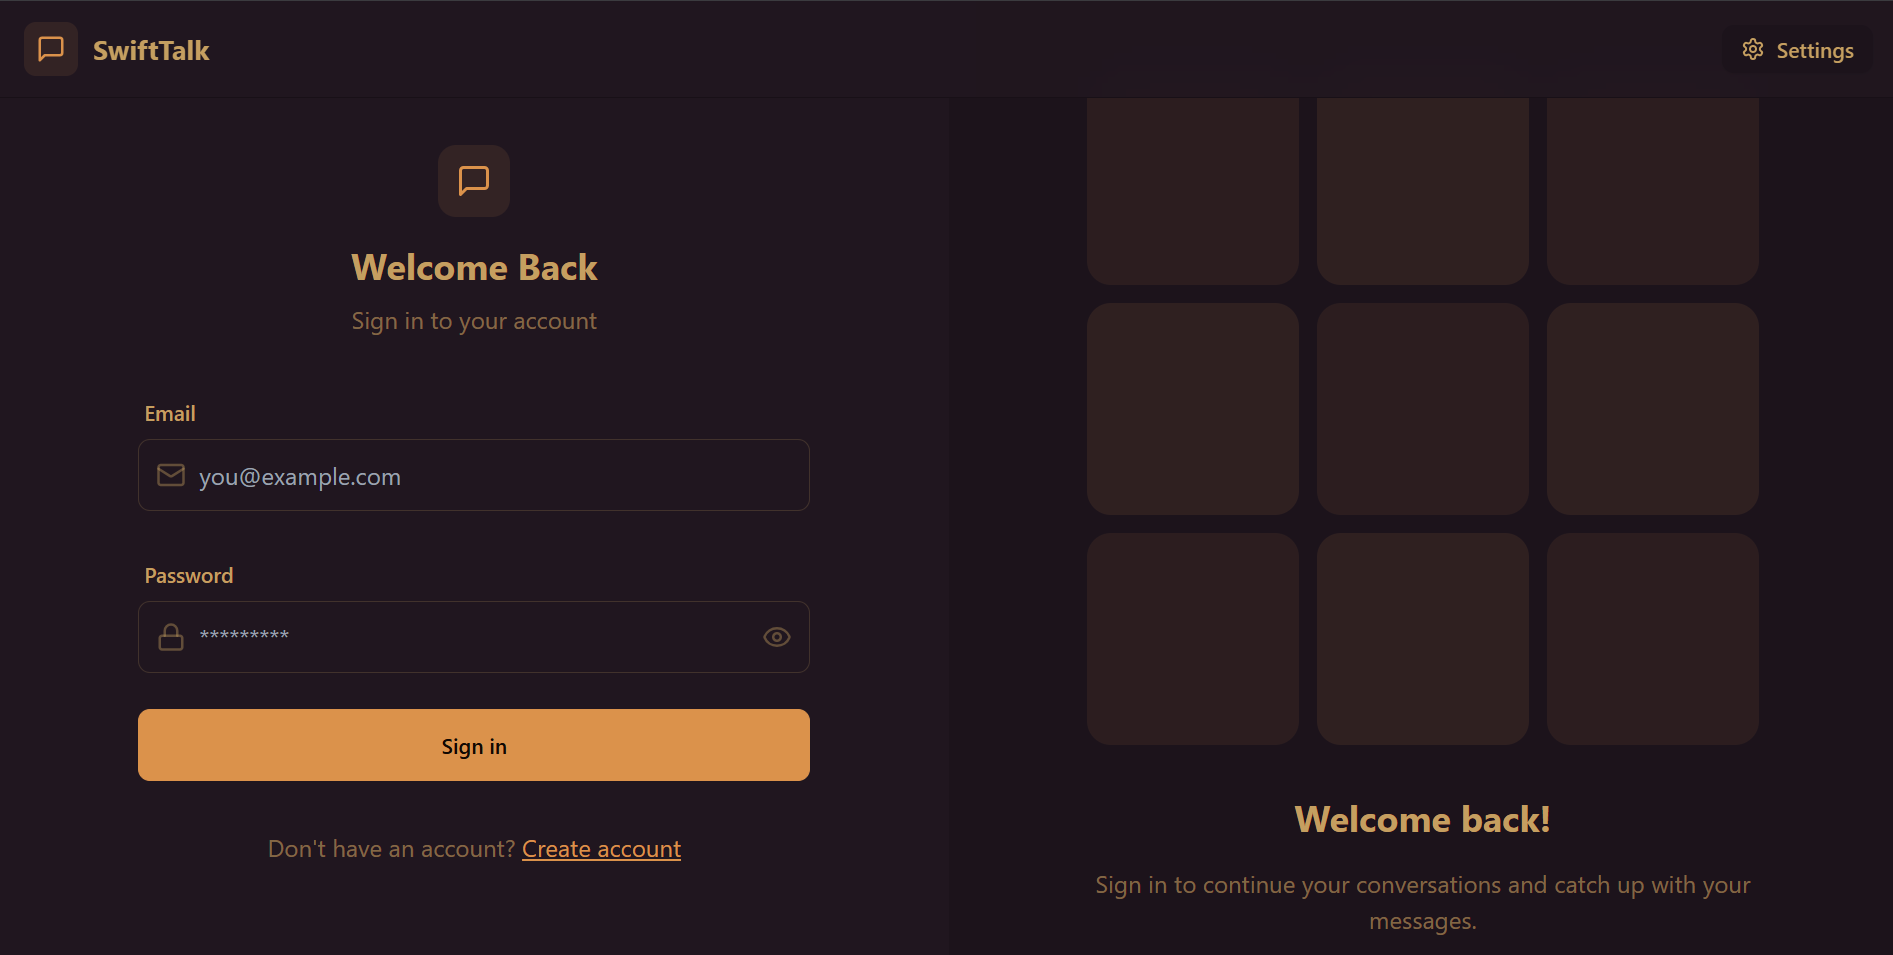 SwiftTalk
Settings
Welcome Back
Sign in to your account
Email
you@example.com
Password
*********
Sign in
Don't have an account? Create account
Welcome back!
Sign in to continue your conversations and catch up with your
messages.